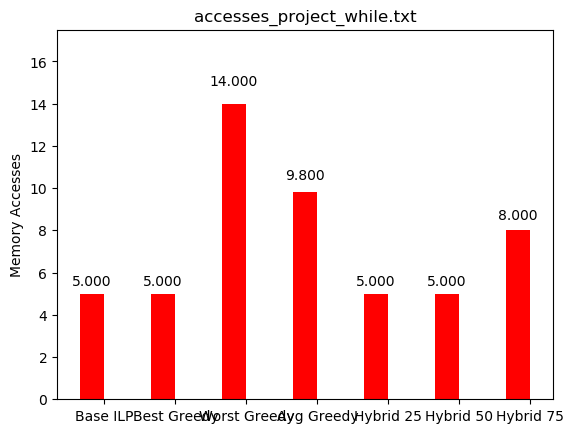 accesses_project_while.txt
Memory Accesses
16
14
12
10
8
6
4
2
0
5.000
5.000
14.000
9.800
5.000
5.000
8.000
Base ILP
Best Greedy
Worst Greedy
Avg Greedy
Hybrid 25
Hybrid 50
Hybrid 75